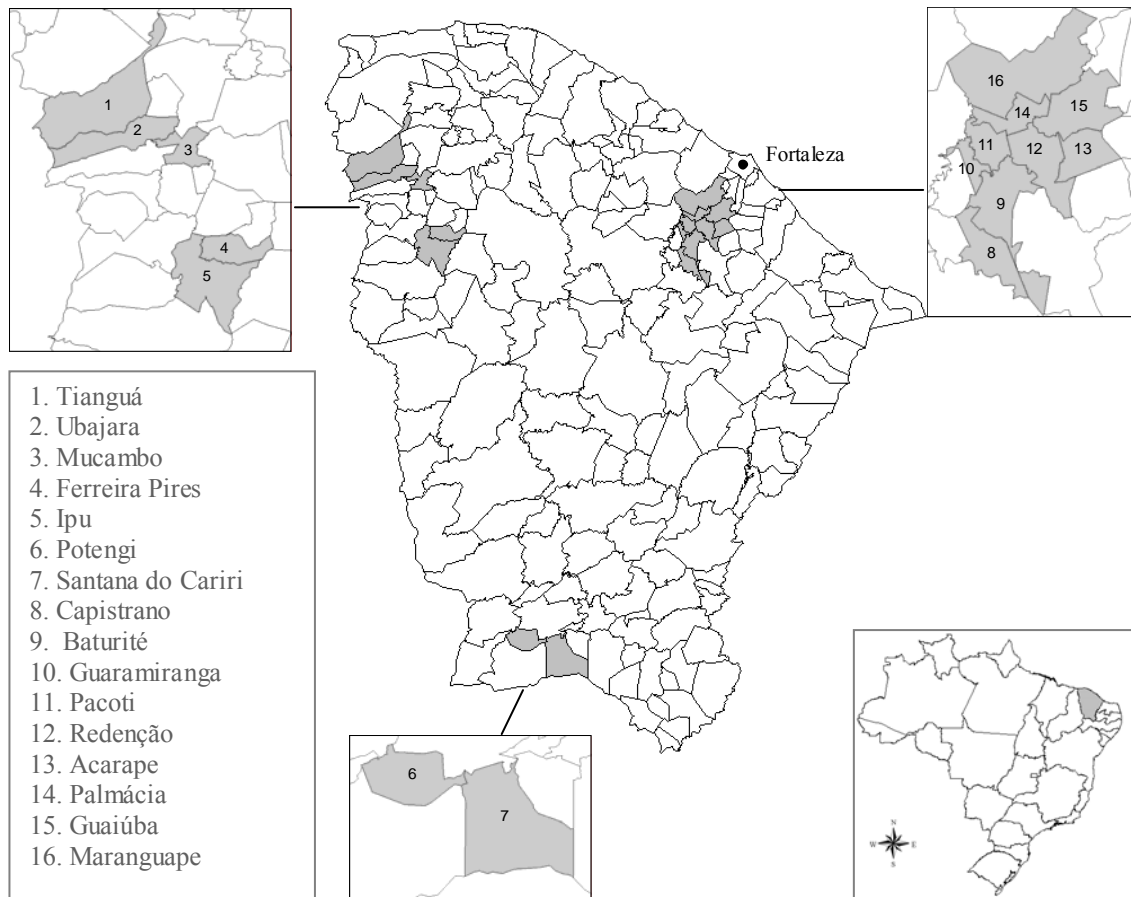 1
2
3
4
5
Fortaleza
16
15
14
11
12
13
10
9
8
1. Tianguá
2. Ubajara
3. Mucambo
4. Ferreira Pires
5. Ipu
6. Potengi
7. Santana do Cariri
8. Capistrano
9. Baturité
10. Guaramiranga
11. Pacoti
12. Redenção
13. Acarape
14. Palmácia
15. Guaiúba
16. Maranguape
6
7
N
W E
S